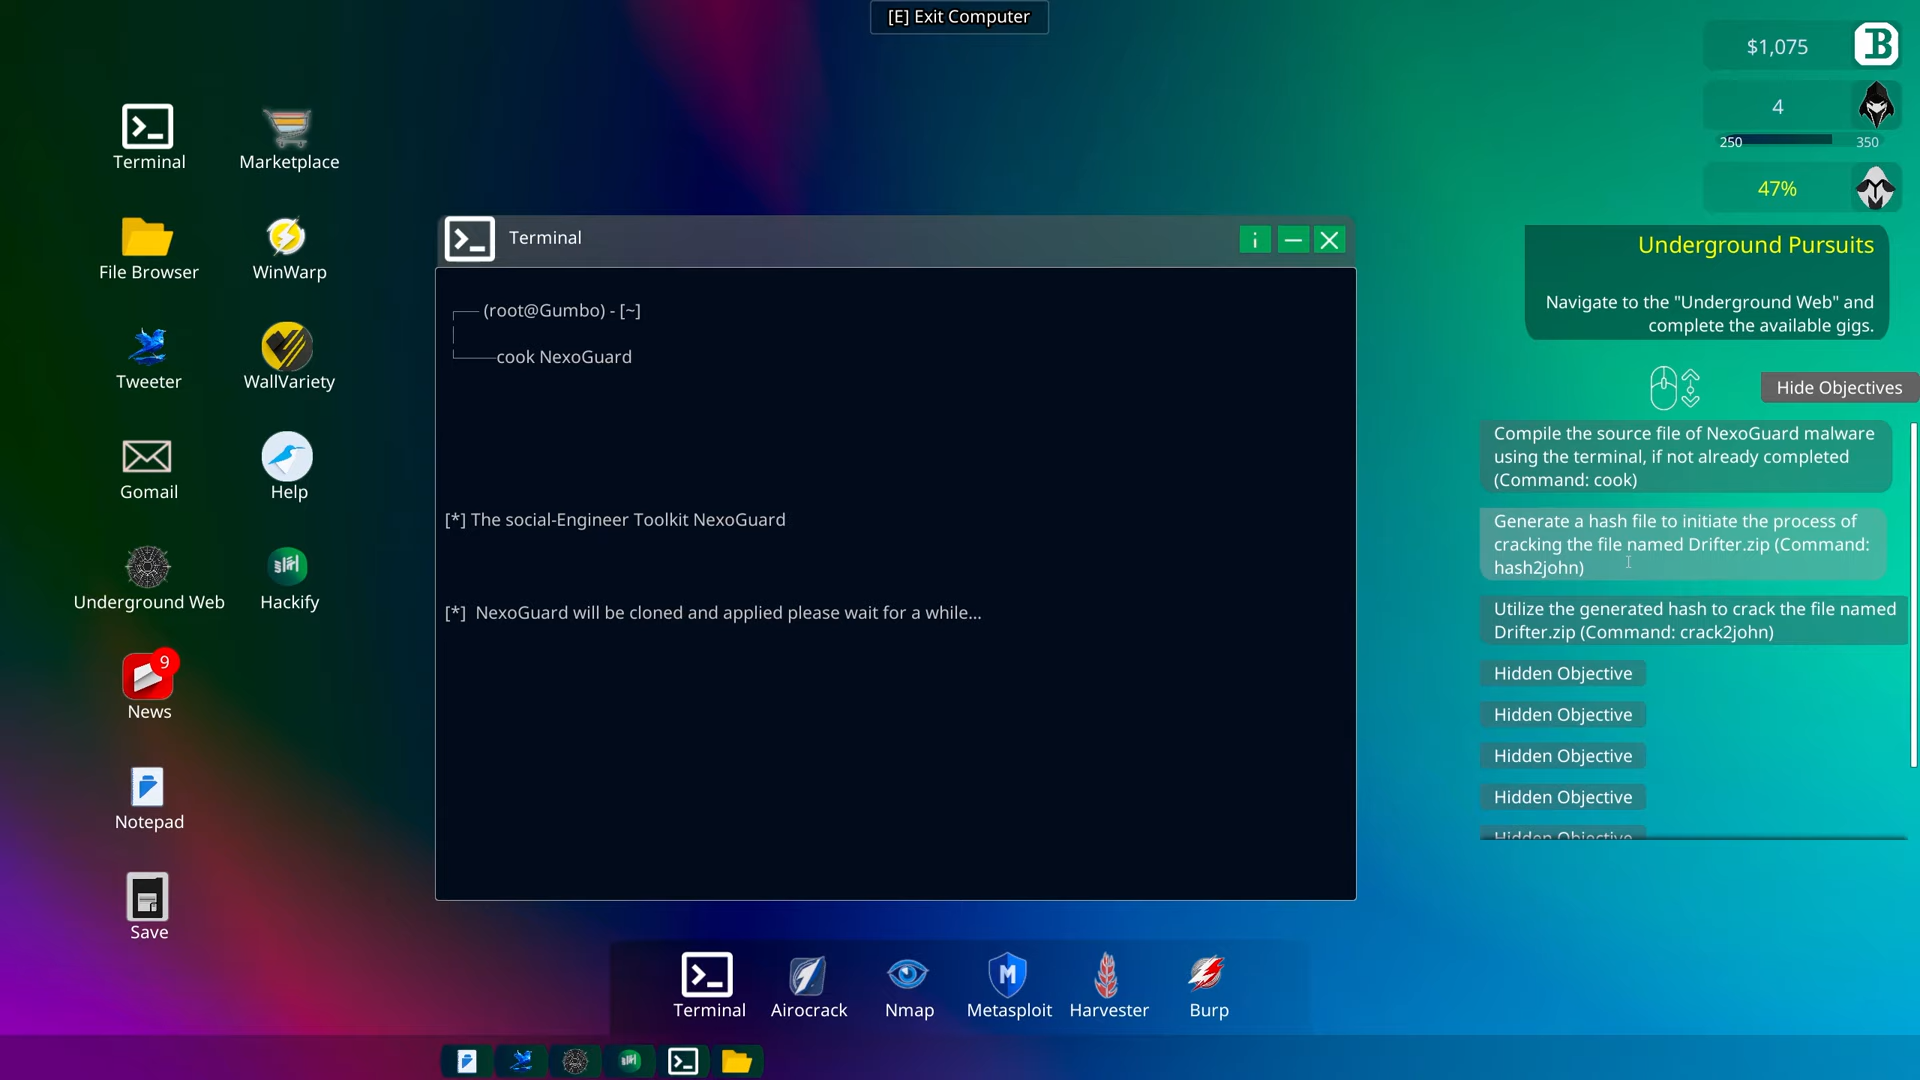 [E] Exit Computer
$1,075
4
250
350
47%
Underground Pursuits
Navigate to the "Underground Web" and
complete the available gigs.
Hide Objectives
Compile the source file of NexoGuard malware
using the terminal, if not already completed
(Command: cook)
Generate a hash file to initiate the process of
cracking the file named Drifter.zip (Command:
hash2john)
Utilize the generated hash to crack the file named
Drifter.zip (Command: crack2john)
Hidden Objective
Hidden Objective
Hidden Objective
Hidden Objective
Hidden Objective
Terminal
Marketplace
File Browser
WinWarp
Tweeter
WallVariety
Gomail
Help
Underground Web
Hackify
9
News
Notepad
Save
Terminal
i
(root@Gumbo) - [~]
cook NexoGuard
[*] The social-Engineer Toolkit NexoGuard
[*] NexoGuard will be cloned and applied please wait for a while...
Terminal
Airocrack
Nmap
Metasploit
Harvester
Burp